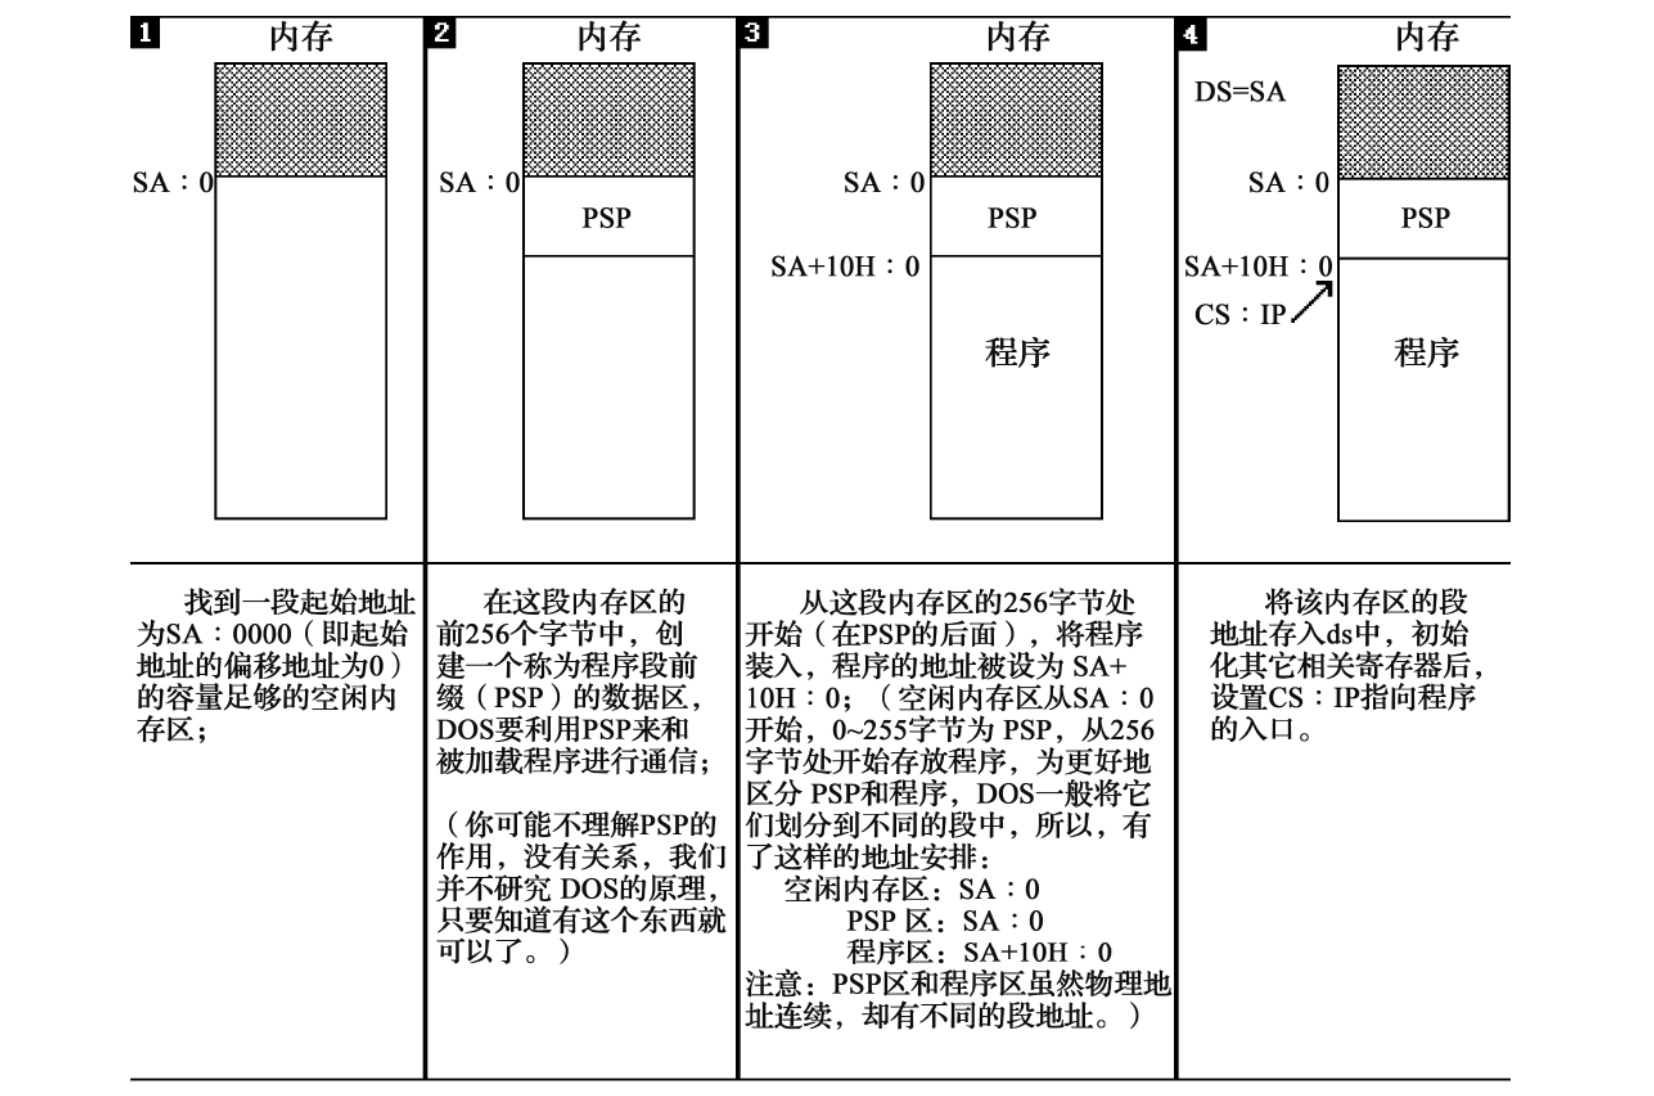 1 内存
SA：0
找到一段起始地址
为SA：0000（即起始
地址的偏移地址为0）
的容量足够的空闲内
存区；
2 内存
SA：0
PSP
在这段内存区的
前256个字节中，创
建一个称为程序段前
缀（PSP）的数据区，
DOS要利用PSP来和
被加载程序进行通信；
（你可能不理解PSP的
作用，没有关系，我们
并不研究 DOS的原理，
只要知道有这个东西就
可以了。）
3 内存
SA：0
PSP
SA+10H：0
程序
从这段内存区的256字节处
开始（在PSP的后面），将程序
装入，程序的地址被设为 SA+
10H：0；（空闲内存区从SA：0
开始，0~255字节为 PSP，从256
字节处开始存放程序，为更好地
区分 PSP和程序，DOS一般将它
们划分到不同的段中，所以，有
了这样的地址安排：
空闲内存区：SA：0
PSP 区：SA：0
程序区：SA+10H：0
注意：PSP区和程序区虽然物理地
址连续，却有不同的段地址。）
4 内存
DS=SA
SA：0
PSP
SA+10H：0
CS：IP
程序
将该内存区的段
地址存入ds中，初始
化其它相关寄存器后，
设置CS：IP指向程序
的入口。